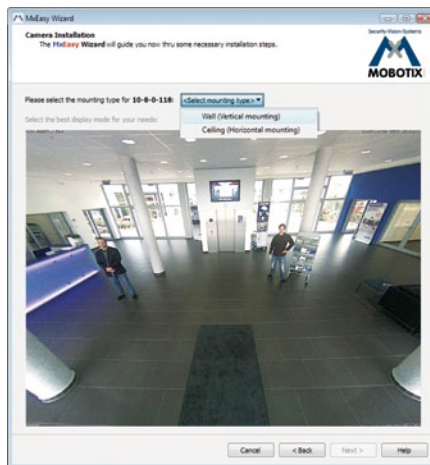 MxEasy Wizard
Camera Installation
The MxEasy Wizard will guide you now thru some necessary installation steps.
Security-Vision-Systems
MOBOTIX
Please select the mounting type for 10-8-0-118:
<Select mounting type>
Wall (Vertical mounting)
Ceiling (Horizontal mounting)
Select the best display mode for your needs:
Cancel
< Back
Next >
Help